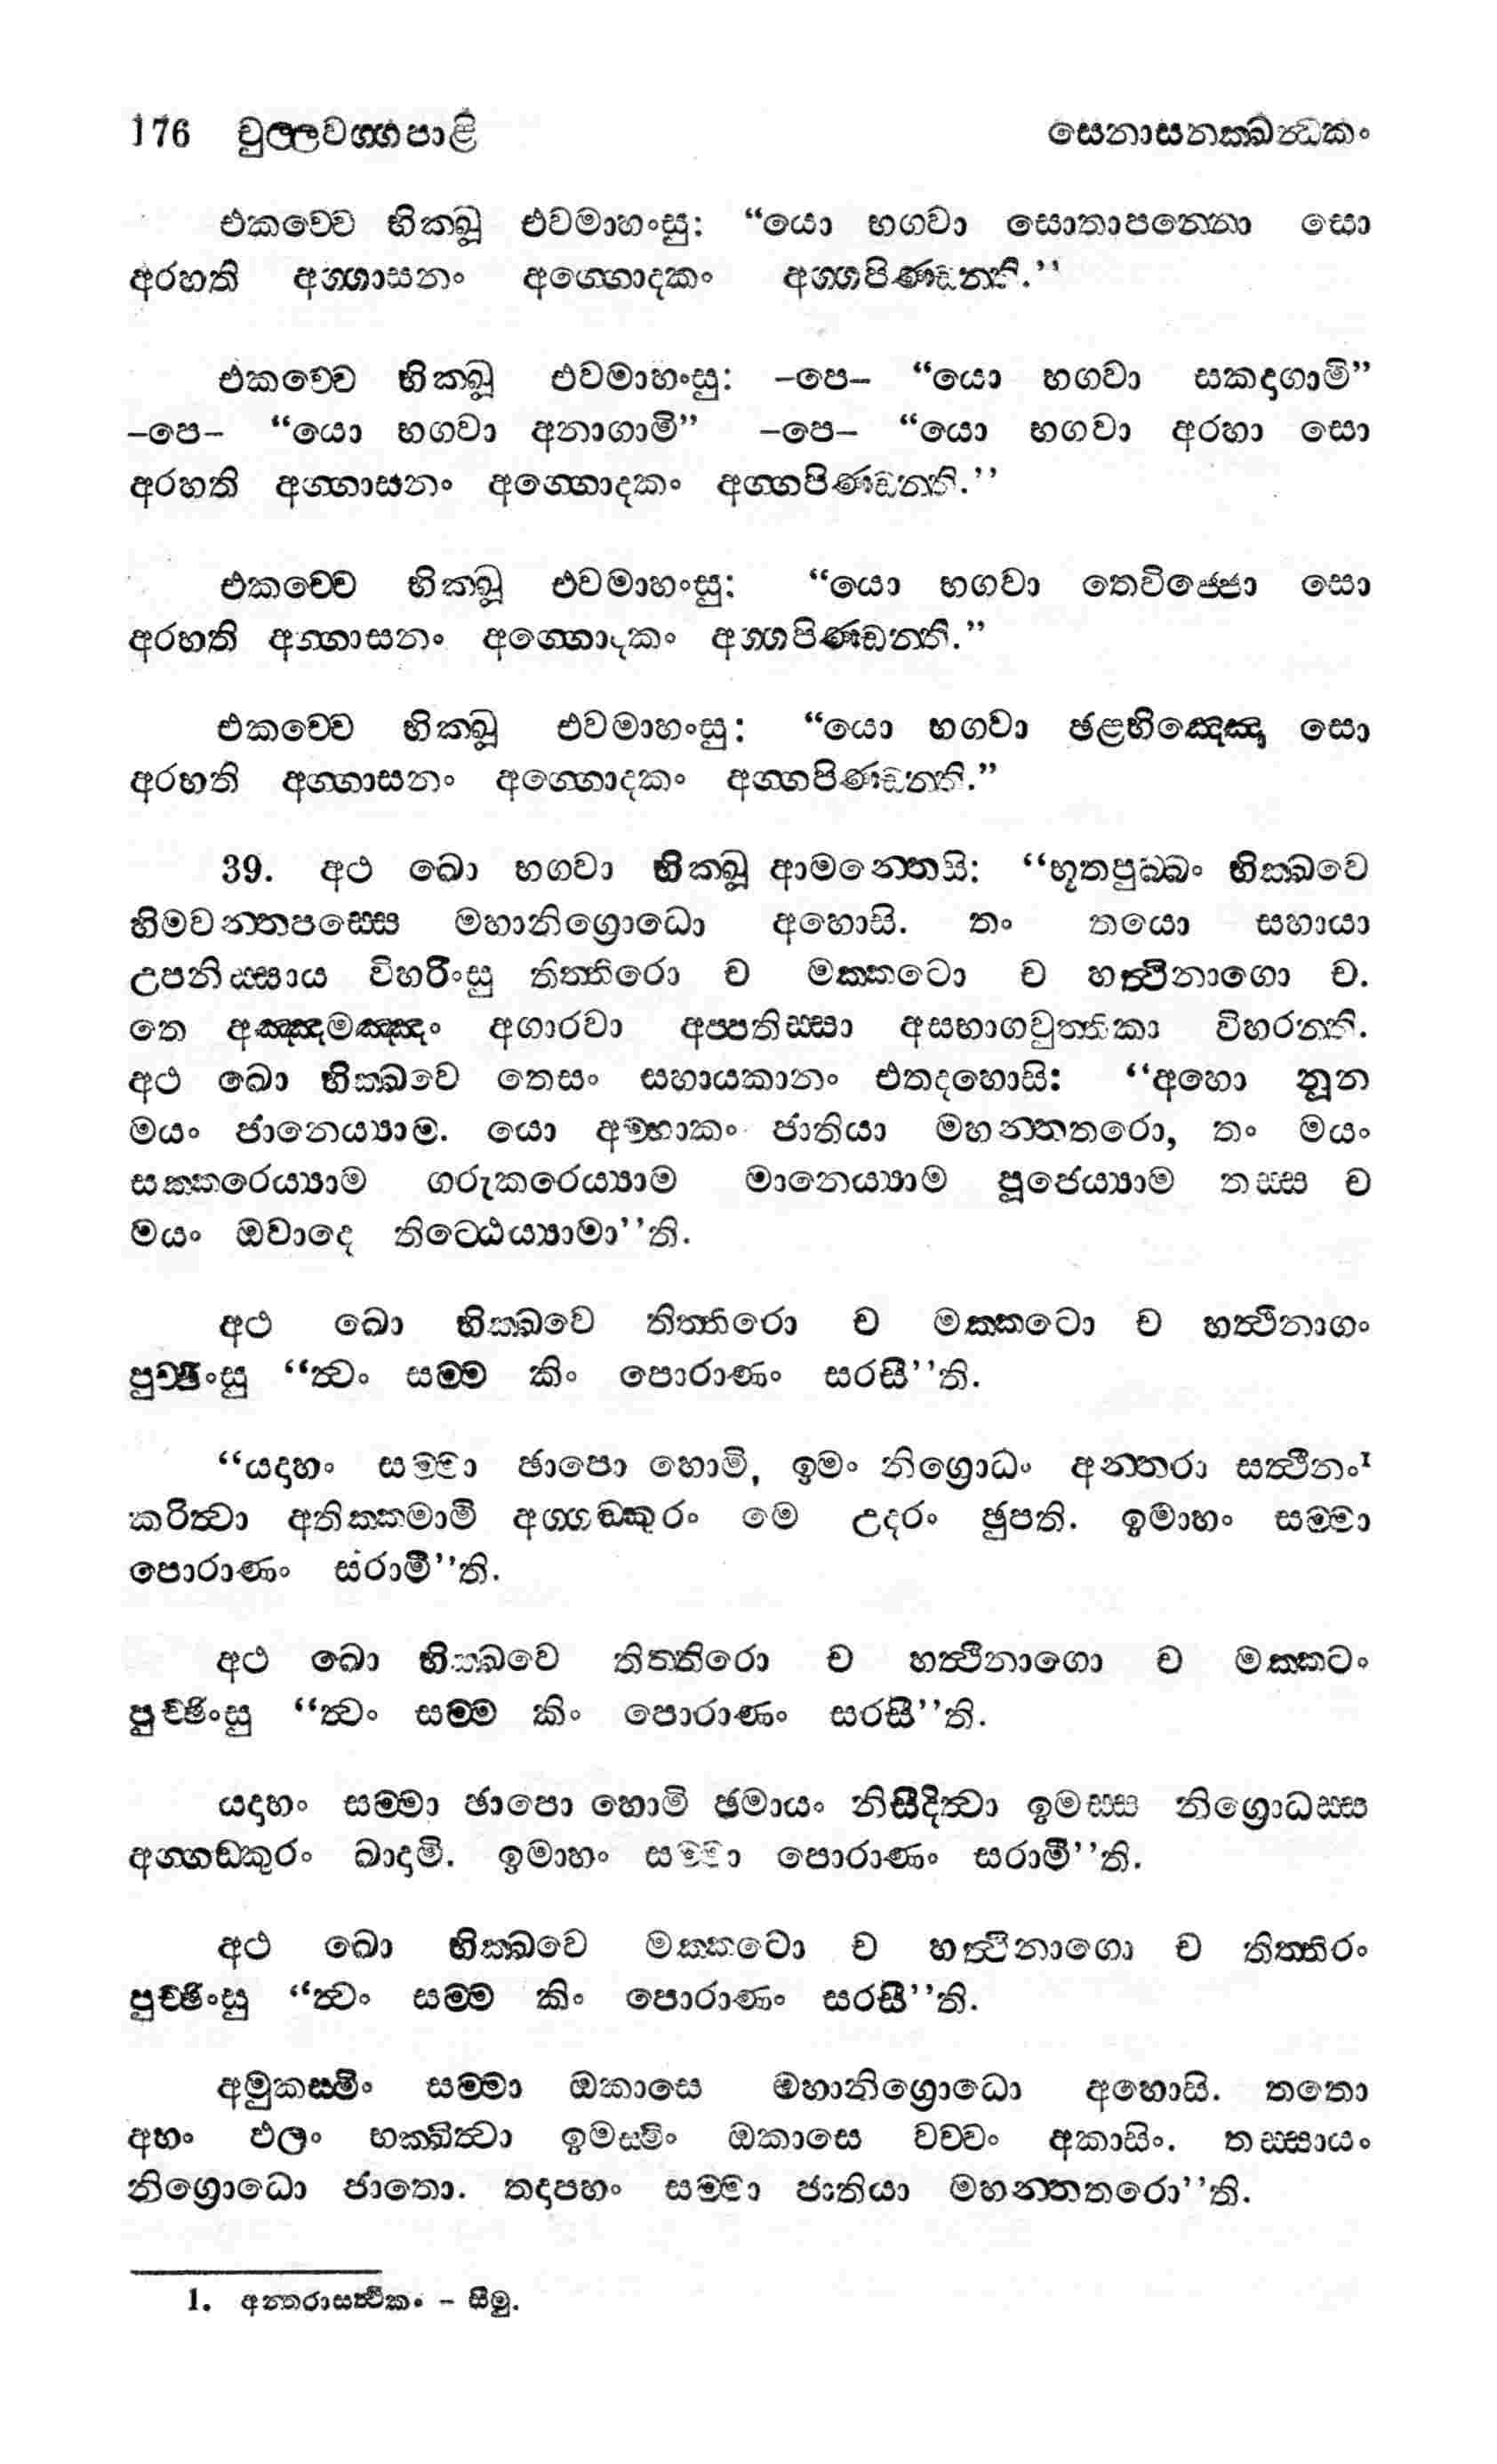 176 චුල්ලවග්ගපාළි සෙනාසනක්ඛන්ධකං
එකච්චෙ භික්ඛූ එවමාහංසු: “යො භගවා සොතාපන්නො සො
අරහති අග්ගාසනං අග්ගොදකං අග්ගපිණ්ඩන්ති.’’
එකච්චෙ භික්ඛූ එවමාහංසු: –පෙ– “යො භගවා සකදාගාමි”
–පෙ– “යො භගවා අනාගාමි” –පෙ– “යො භගවා අරහා සො
අරහති අග්ගාසනං අග්ගොදකං අග්ගපිණ්ඩන්ති.’’
එකච්චෙ භික්ඛූ එවමාහංසු: “යො භගවා තෙවිජ්ජො සො
අරහති අග්ගාසනං අග්ගොදකං අග්ගපිණ්ඩන්ති.”
එකච්චෙ භික්ඛූ එවමාහංසු: “යො භගවා ඡළභිඤ්ඤො සො
අරහති අග්ගාසනං අග්ගොදකං අග්ගපිණ්ඩන්ති.”
39. අථ ඛො භගවා භික්ඛූ ආමන්තෙසි: “භූතපුබ්බං භික්ඛවෙ
හිමවන්තපස්සෙ මහානිග්‍රොධො අහොසි. තං තයො සහායා
උපනිස්සාය විහරිංසු තිත්තිරො ච මක්කටො ච හත්ථිනාගො ච.
තෙ අඤ්ඤමඤ්ඤං අගාරවා අප්පතිස්සා අසභාගවුත්තිකා විහරන්ති.
අථ ඛො භික්ඛවෙ තෙසං සහායකානං එතදහොසි: “අහො නූන
මයං ජානෙය්‍යාම. යො අම්හාකං ජාතියා මහන්තතරො, තං මයං
සක්කරෙය්‍යාම ගරුකරෙය්‍යාම මානෙය්‍යාම පූජෙය්‍යාම තස්ස ච
මයං ඔවාදෙ තිට්ඨෙය්‍යාමා’’ති.
අථ ඛො භික්ඛවෙ තිත්තිරො ච මක්කටො ච හත්ථිනාගං
පුච්ඡිංසු “ත්වං සම්ම කිං පොරාණං සරසී’’ති.
“යදාහං සම්මා ඡාපො හොමි, ඉමං නිග්‍රොධං අන්තරා සත්ථීනං¹
කරිත්වා අතික්කමාමි අග්ගඞ්කුරං මෙ උදරං ඡුපති. ඉමාහං සම්මා
පොරාණං සරාමී’’ති.
අථ ඛො භික්ඛවෙ තිත්තිරො ච හත්ථිනාගො ච මක්කටං
පුච්ඡිංසු “ත්වං සම්ම කිං පොරාණං සරසී’’ති.
යදාහං සම්මා ඡාපො හොමි ඡමායං නිසීදිත්වා ඉමස්ස නිග්‍රොධස්ස
අග්ගඞ්කුරං ඛාදාමි. ඉමාහං සම්මා පොරාණං සරාමී’’ති.
අථ ඛො භික්ඛවෙ මක්කටො ච හත්ථිනාගො ච තිත්තිරං
පුච්ඡිංසු “ත්වං සම්ම කිං පොරාණං සරසී’’ති.
අමුකස්මිං සම්මා ඔකාසෙ මහානිග්‍රොධො අහොසි. තතො
අහං ඵලං භක්ඛිත්වා ඉමස්මිං ඔකාසෙ වච්චං අකාසිං. තස්සායං
නිග්‍රොධො ජාතො. තදාපහං සම්මා ජාතියා මහන්තතරො’’ති.
1. අන්තරාසත්ථිකං - සීමු.